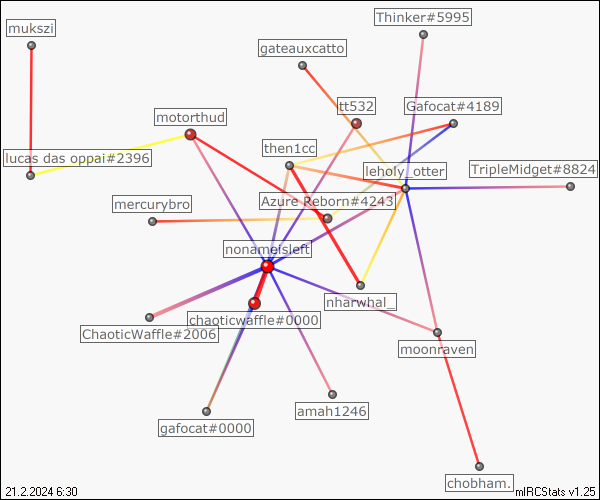 Thinker#5995
mukszi
gateauxcatto
tt532
Gafocat#4189
motorthud
then1cc
lucas das oppai#2396
leholy_otter
TripleMidget#8824
mercurybro
Azure Reborn#4243
nonameisleft
nharwhal_
chaoticwaffle#0000
ChaoticWaffle#2006
moonraven
amah1246
gafocat#0000
chobham.
21.2.2024 6:30
mIRCStats v1.25